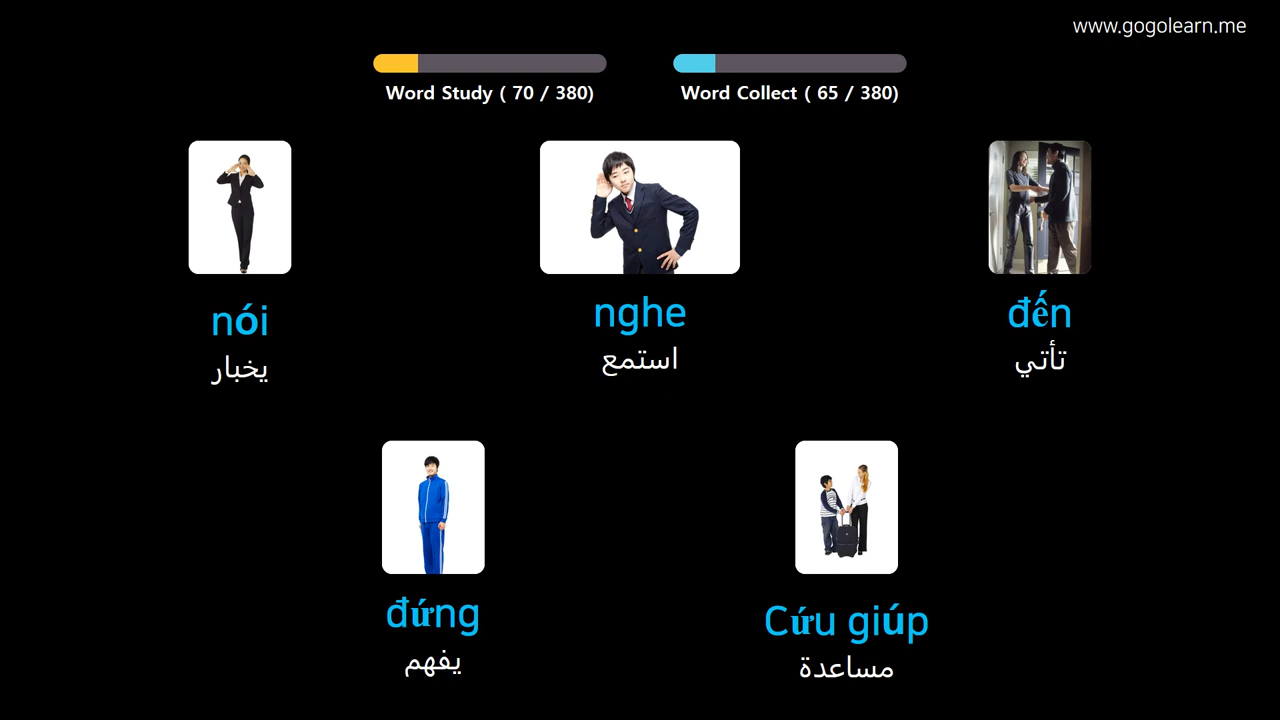 www.gogolearn.me
Word Study ( 70 / 380)
Word Collect ( 65 / 380)
nói
يخبار
nghe
استمع
đến
تأتي
đứng
يفهم
Cứu giúp
مساعدة